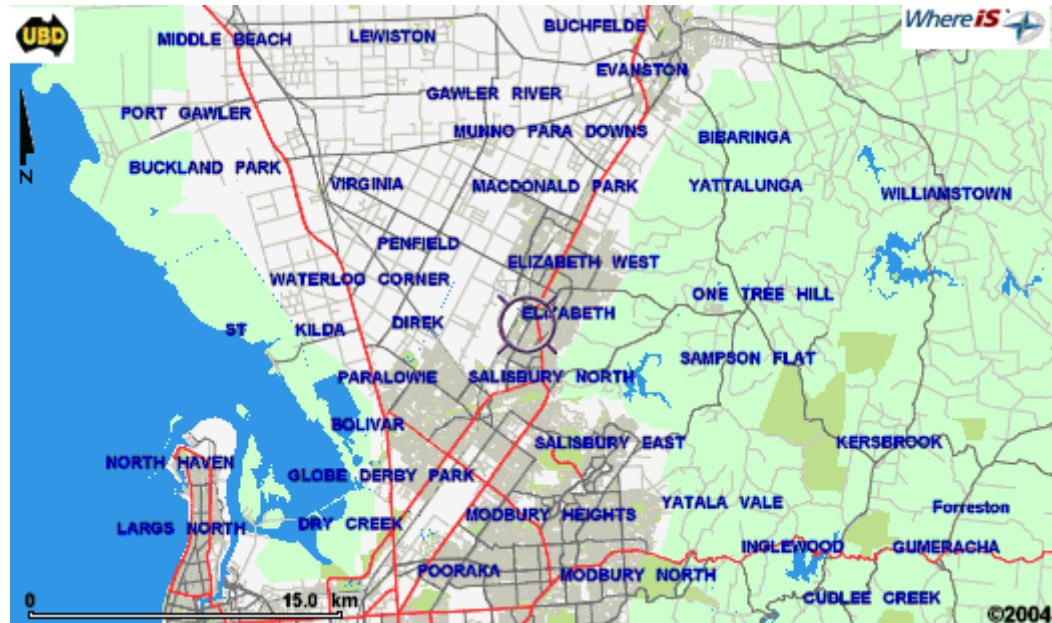 UBD
Where iS
MIDDLE BEACH
LEWISTON
BUCHFELDE
EVANSTON
GAWLER RIVER
PORT GAWLER
MUNNO PARA DOWNS
BIBARINGA
BUCKLAND PARK
VIRGINIA
MACDONALD PARK
YATTALUNGA
WILLIAMSTOWN
N
PENFIELD
ELIZABETH WEST
WATERLOO CORNER
ONE TREE HILL
ELIZABETH
DIREK
ST KILDA
SAMPSON FLAT
PARALOWIE
SALISBURY NORTH
BOLIVAR
SALISBURY EAST
KERSBROOK
NORTH HAVEN
GLOBE DERBY PARK
YATALA VALE
Forreston
MODBURY HEIGHTS
LARGS NORTH
DRY CREEK
INGLEWOOD
GUMERACHA
POORAKA
MODBURY NORTH
CUDLEE CREEK
0 15.0 km
©2004